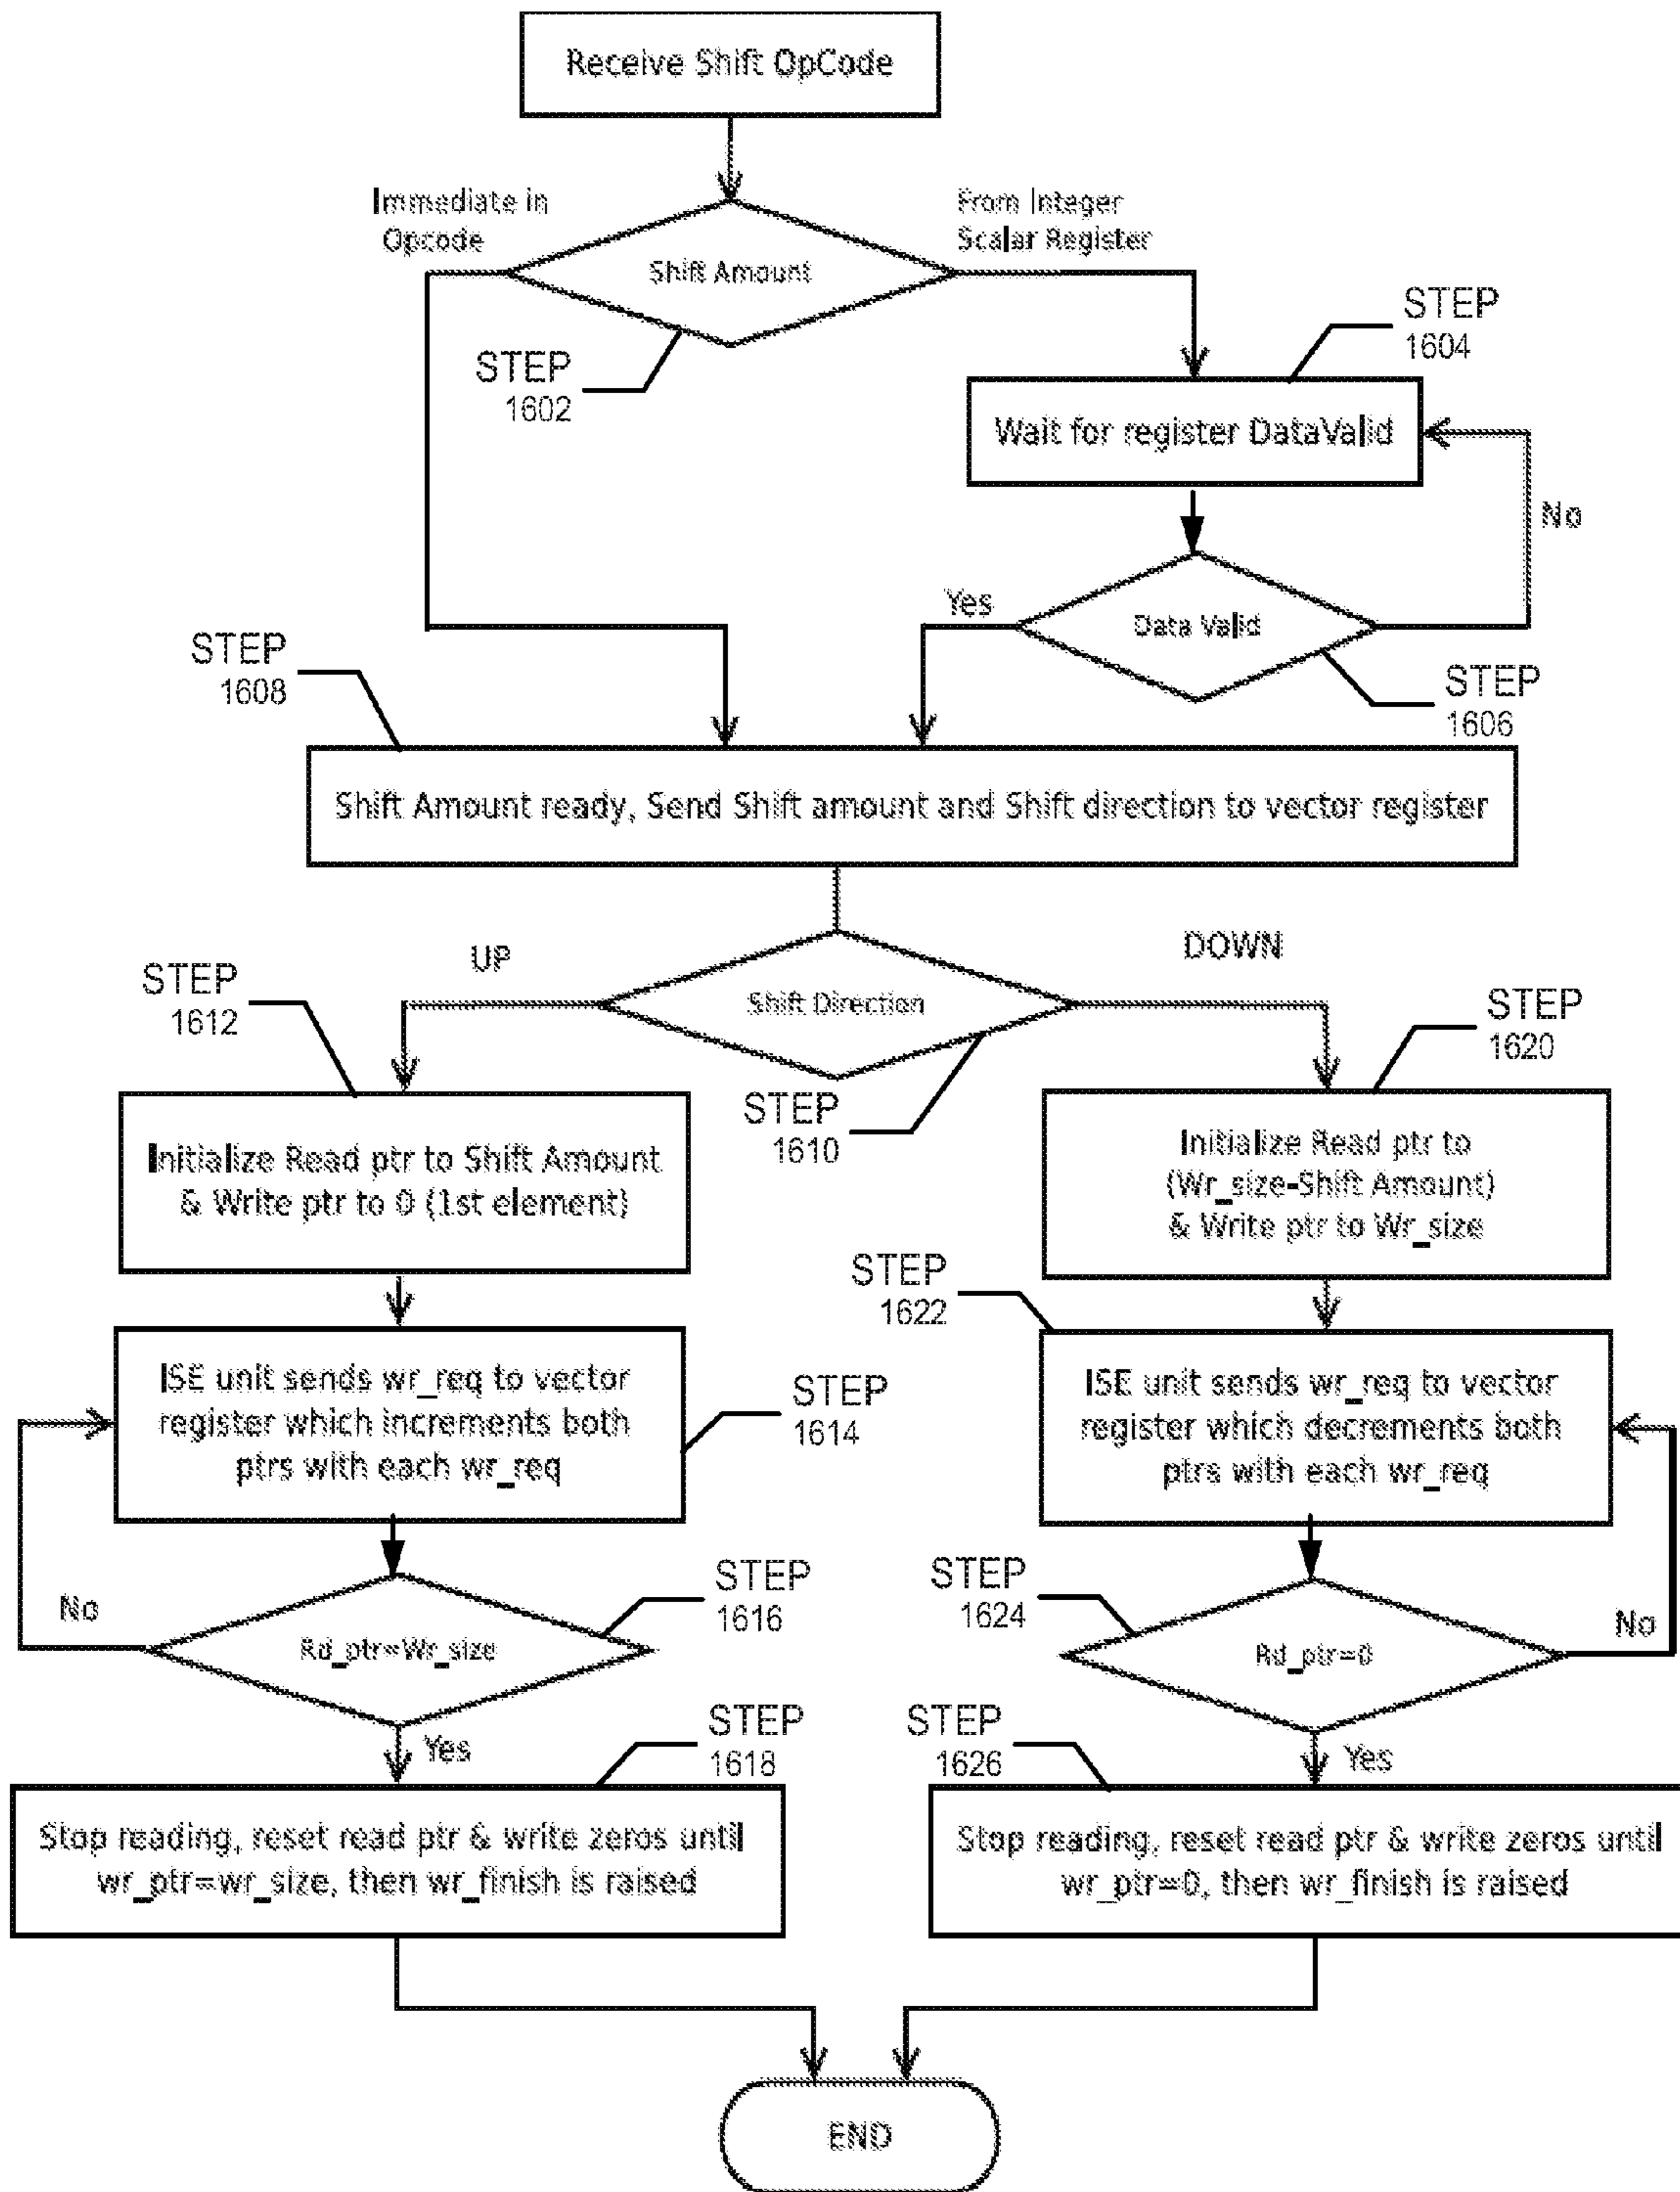 Receive Shift OpCode
Immediate in
Opcode
From Integer
Scalar Register
Shift Amount
STEP
1602
STEP
1604
Wait for register DataValid
No
Yes
Data Valid
STEP
1606
STEP
1608
Shift Amount ready, Send Shift amount and Shift direction to vector register
UP
DOWN
Shift Direction
STEP
1610
STEP
1612
STEP
1620
Initialize Read ptr to Shift Amount
& Write ptr to 0 (1st element)
Initialize Read ptr to
(Wr_size-Shift Amount)
& Write ptr to Wr_size
STEP
1622
ISE unit sends wr_req to vector
register which increments both
ptrs with each wr_req
STEP
1614
ISE unit sends wr_req to vector
register which decrements both
ptrs with each wr_req
No
Rd_ptr=Wr_size
STEP
1616
STEP
1624
Rd_ptr=0
No
Yes
STEP
1618
STEP
1626
Yes
Stop reading, reset read ptr & write zeros until
wr_ptr=wr_size, then wr_finish is raised
Stop reading, reset read ptr & write zeros until
wr_ptr=0, then wr_finish is raised
END